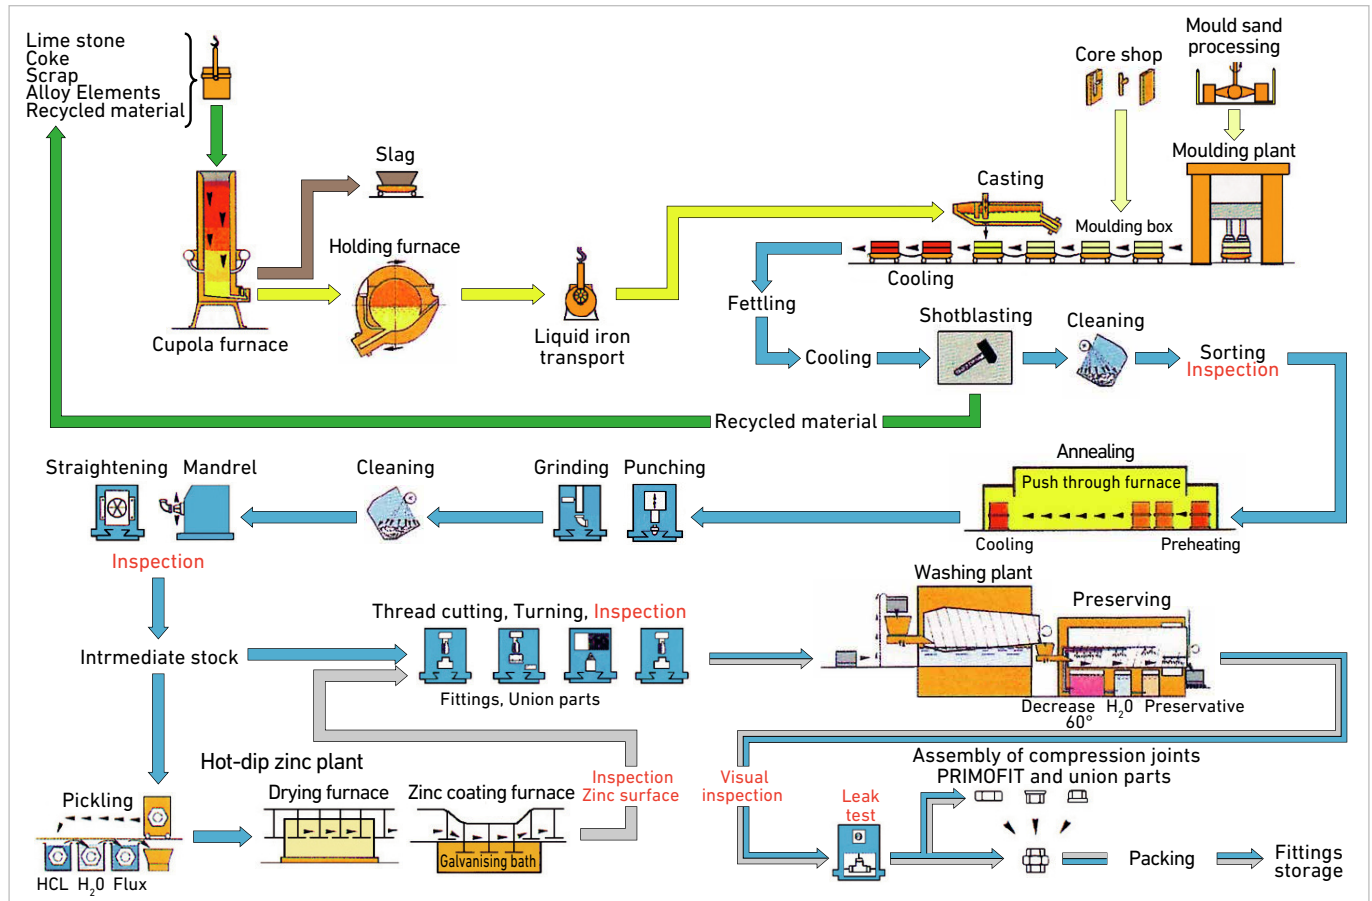 Lime stone
Coke
Scrap
Alloy Elements
Recycled material
Slag
Holding furnace
Cupola furnace
Liquid iron
transport
Casting
Core shop
Mould sand
processing
Moulding plant
Moulding box
Cooling
Fettling
Cooling
Shotblasting
Cleaning
Sorting
Inspection
Recycled material
Annealing
Push through furnace
Cooling
Preheating
Punching
Grinding
Cleaning
Mandrel
Straightening
Inspection
Intrmediate stock
Thread cutting, Turning, Inspection
Fittings, Union parts
Washing plant
Preserving
Decrease
60°
H₂0
Preservative
Hot-dip zinc plant
Pickling
HCL
H₂0
Flux
Drying furnace
Zinc coating furnace
Galvanising bath
Inspection
Zinc surface
Visual
inspection
Leak
test
Assembly of compression joints
PRIMOFIT and union parts
Packing
Fittings
storage